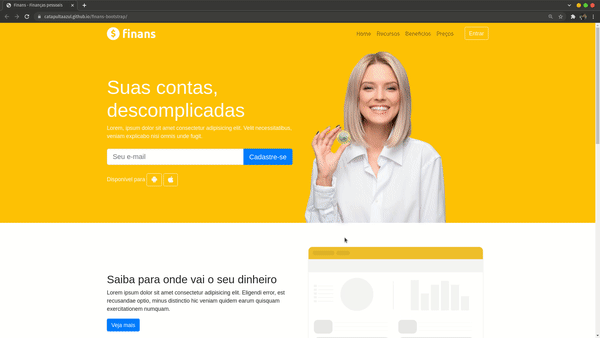 Finans - Finanças pessoais
catapultaazul.github.io/finans-bootstrap/
$ finans
Home Recursos Benefícios Preços Entrar
Suas contas,
descomplicadas
Lorem, ipsum dolor sit amet consectetur adipisicing elit. Velit necessitatibus,
veniam explicabo nisi omnis unde fugit.
Seu e-mail Cadastre-se
Disponível para
Saiba para onde vai o seu dinheiro
Lorem ipsum dolor sit amet consectetur adipisicing elit. Eligendi error, est
recusandae optio, minus distinctio hic veniam quidem earum quisquam
exercitationem numquam.
Veja mais